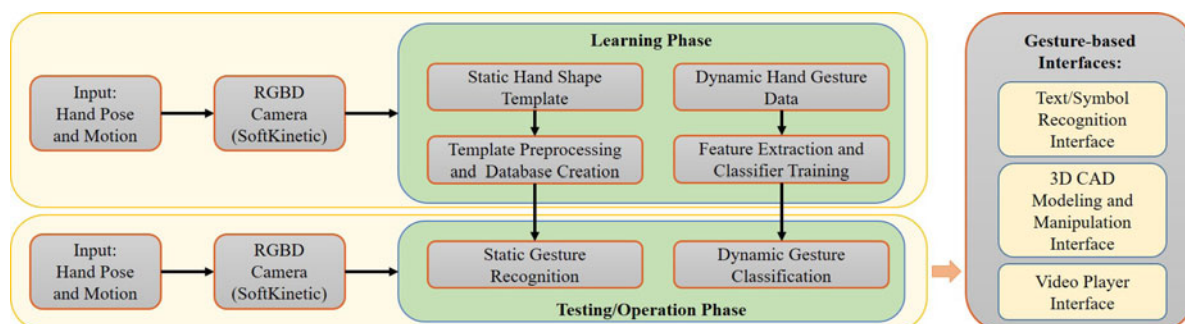 Learning Phase
Input:
Hand Pose
and Motion
RGBD
Camera
(SoftKinetic)
Static Hand Shape
Template
Dynamic Hand Gesture
Data
Template Preprocessing
and Database Creation
Feature Extraction and
Classifier Training
Input:
Hand Pose
and Motion
RGBD
Camera
(SoftKinetic)
Static Gesture
Recognition
Dynamic Gesture
Classification
Testing/Operation Phase
Gesture-based
Interfaces:
Text/Symbol
Recognition
Interface
3D CAD
Modeling and
Manipulation
Interface
Video Player
Interface